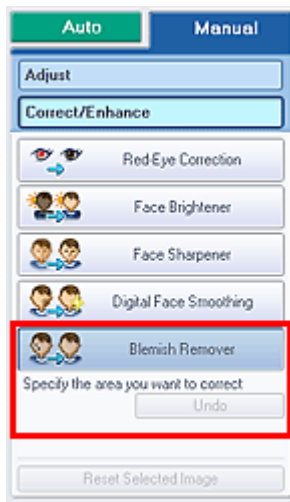 Auto Manual
Adjust
Correct/Enhance
Red-Eye Correction
Face Brightener
Face Sharpener
Digital Face Smoothing
Blemish Remover
Specify the area you want to correct
Undo
Reset Selected Image